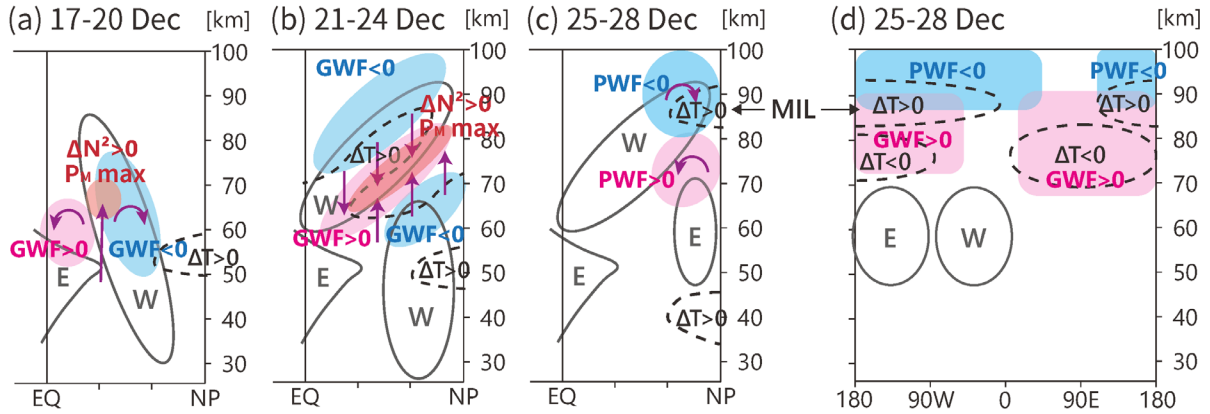 (a) 17-20 Dec [km]
(b) 21-24 Dec [km]
(c) 25-28 Dec [km]
(d) 25-28 Dec [km]
100
90
80
70
60
50
40
30
ΔN²>0
Pᴍ max
GWF>0
GWF<0
ΔT>0
E
W
EQ
NP
100
90
80
70
60
50
40
30
GWF<0
ΔN²>0
Pᴍ max
ΔT>0
W
GWF>0
GWF<0
E
ΔT>0
W
EQ
NP
100
90
80
70
60
50
40
30
PWF<0
ΔT>0
W
PWF>0
E
E
ΔT>0
EQ
NP
MIL
100
90
80
70
60
50
40
30
PWF<0
PWF<0
ΔT>0
ΔT>0
GWF>0
ΔT<0
ΔT<0
GWF>0
E
W
180
90W
0
90E
180